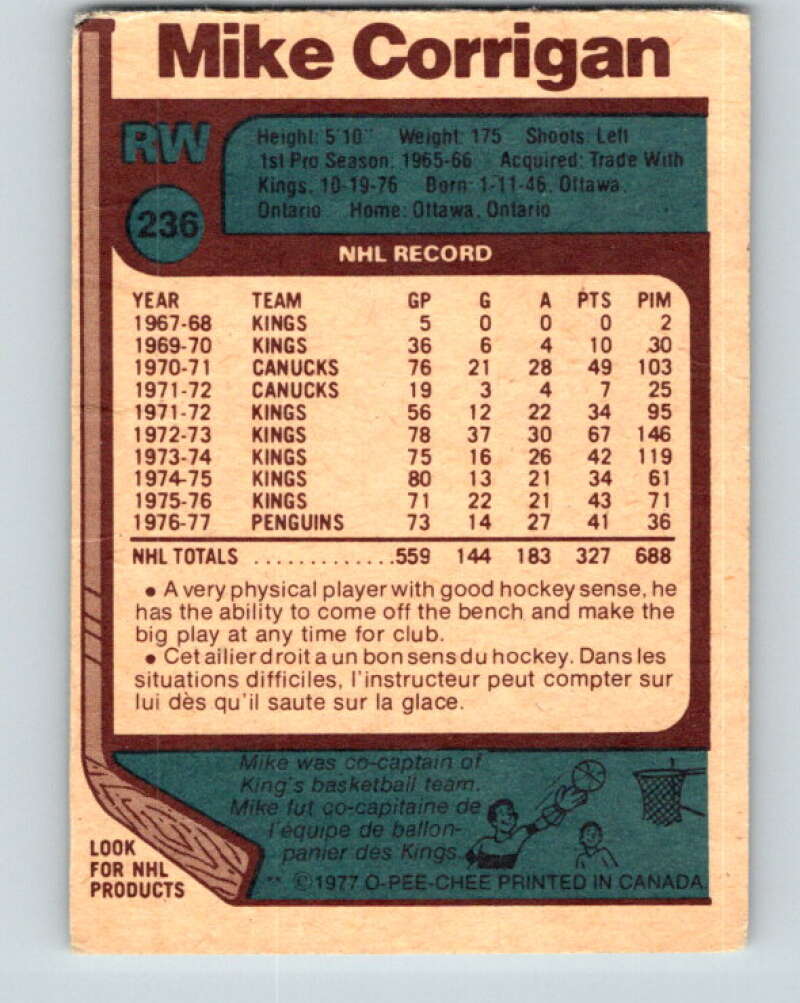 Mike Corrigan
RW
236
Height: 5'10" Weight: 175 Shoots: Left
1st Pro Season: 1965-66 Acquired: Trade With
Kings, 10-19-76 Born: 1-11-46, Ottawa,
Ontario Home: Ottawa, Ontario
NHL RECORD
YEAR TEAM GP G A PTS PIM
1967-68 KINGS 5 0 0 0 2
1969-70 KINGS 36 6 4 10 30
1970-71 CANUCKS 76 21 28 49 103
1971-72 CANUCKS 19 3 4 7 25
1971-72 KINGS 56 12 22 34 95
1972-73 KINGS 78 37 30 67 146
1973-74 KINGS 75 16 26 42 119
1974-75 KINGS 80 13 21 34 61
1975-76 KINGS 71 22 21 43 71
1976-77 PENGUINS 73 14 27 41 36
NHL TOTALS .............559 144 183 327 688
• A very physical player with good hockey sense, he
has the ability to come off the bench and make the
big play at any time for club.
• Cet ailier droit a un bon sens du hockey. Dans les
situations difficiles, l'instructeur peut compter sur
lui dès qu'il saute sur la glace.
Mike was co-captain of
King's basketball team.
Mike fut co-capitaine de
l'équipe de ballon-
panier des Kings.
LOOK
FOR NHL
PRODUCTS
** ©1977 O-PEE-CHEE PRINTED IN CANADA